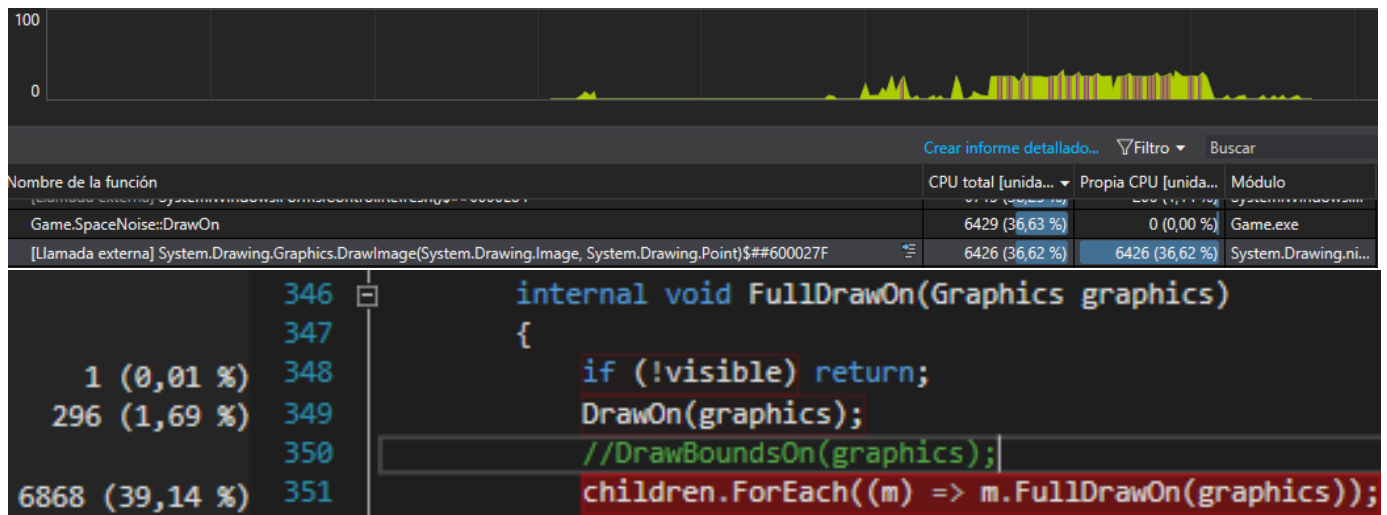 100
0
Crear informe detallado... Filtro Buscar
Nombre de la función CPU total [unida... Propia CPU [unida... Módulo
Game.SpaceNoise::DrawOn 6429 (36,63 %) 0 (0,00 %) Game.exe
[Llamada externa] System.Drawing.Graphics.DrawImage(System.Drawing.Image, System.Drawing.Point)$##600027F 6426 (36,62 %) 6426 (36,62 %) System.Drawing.ni...
346 internal void FullDrawOn(Graphics graphics)
347 {
1 (0,01 %) 348 if (!visible) return;
296 (1,69 %) 349 DrawOn(graphics);
350 //DrawBoundsOn(graphics);
6868 (39,14 %) 351 children.ForEach((m) => m.FullDrawOn(graphics));